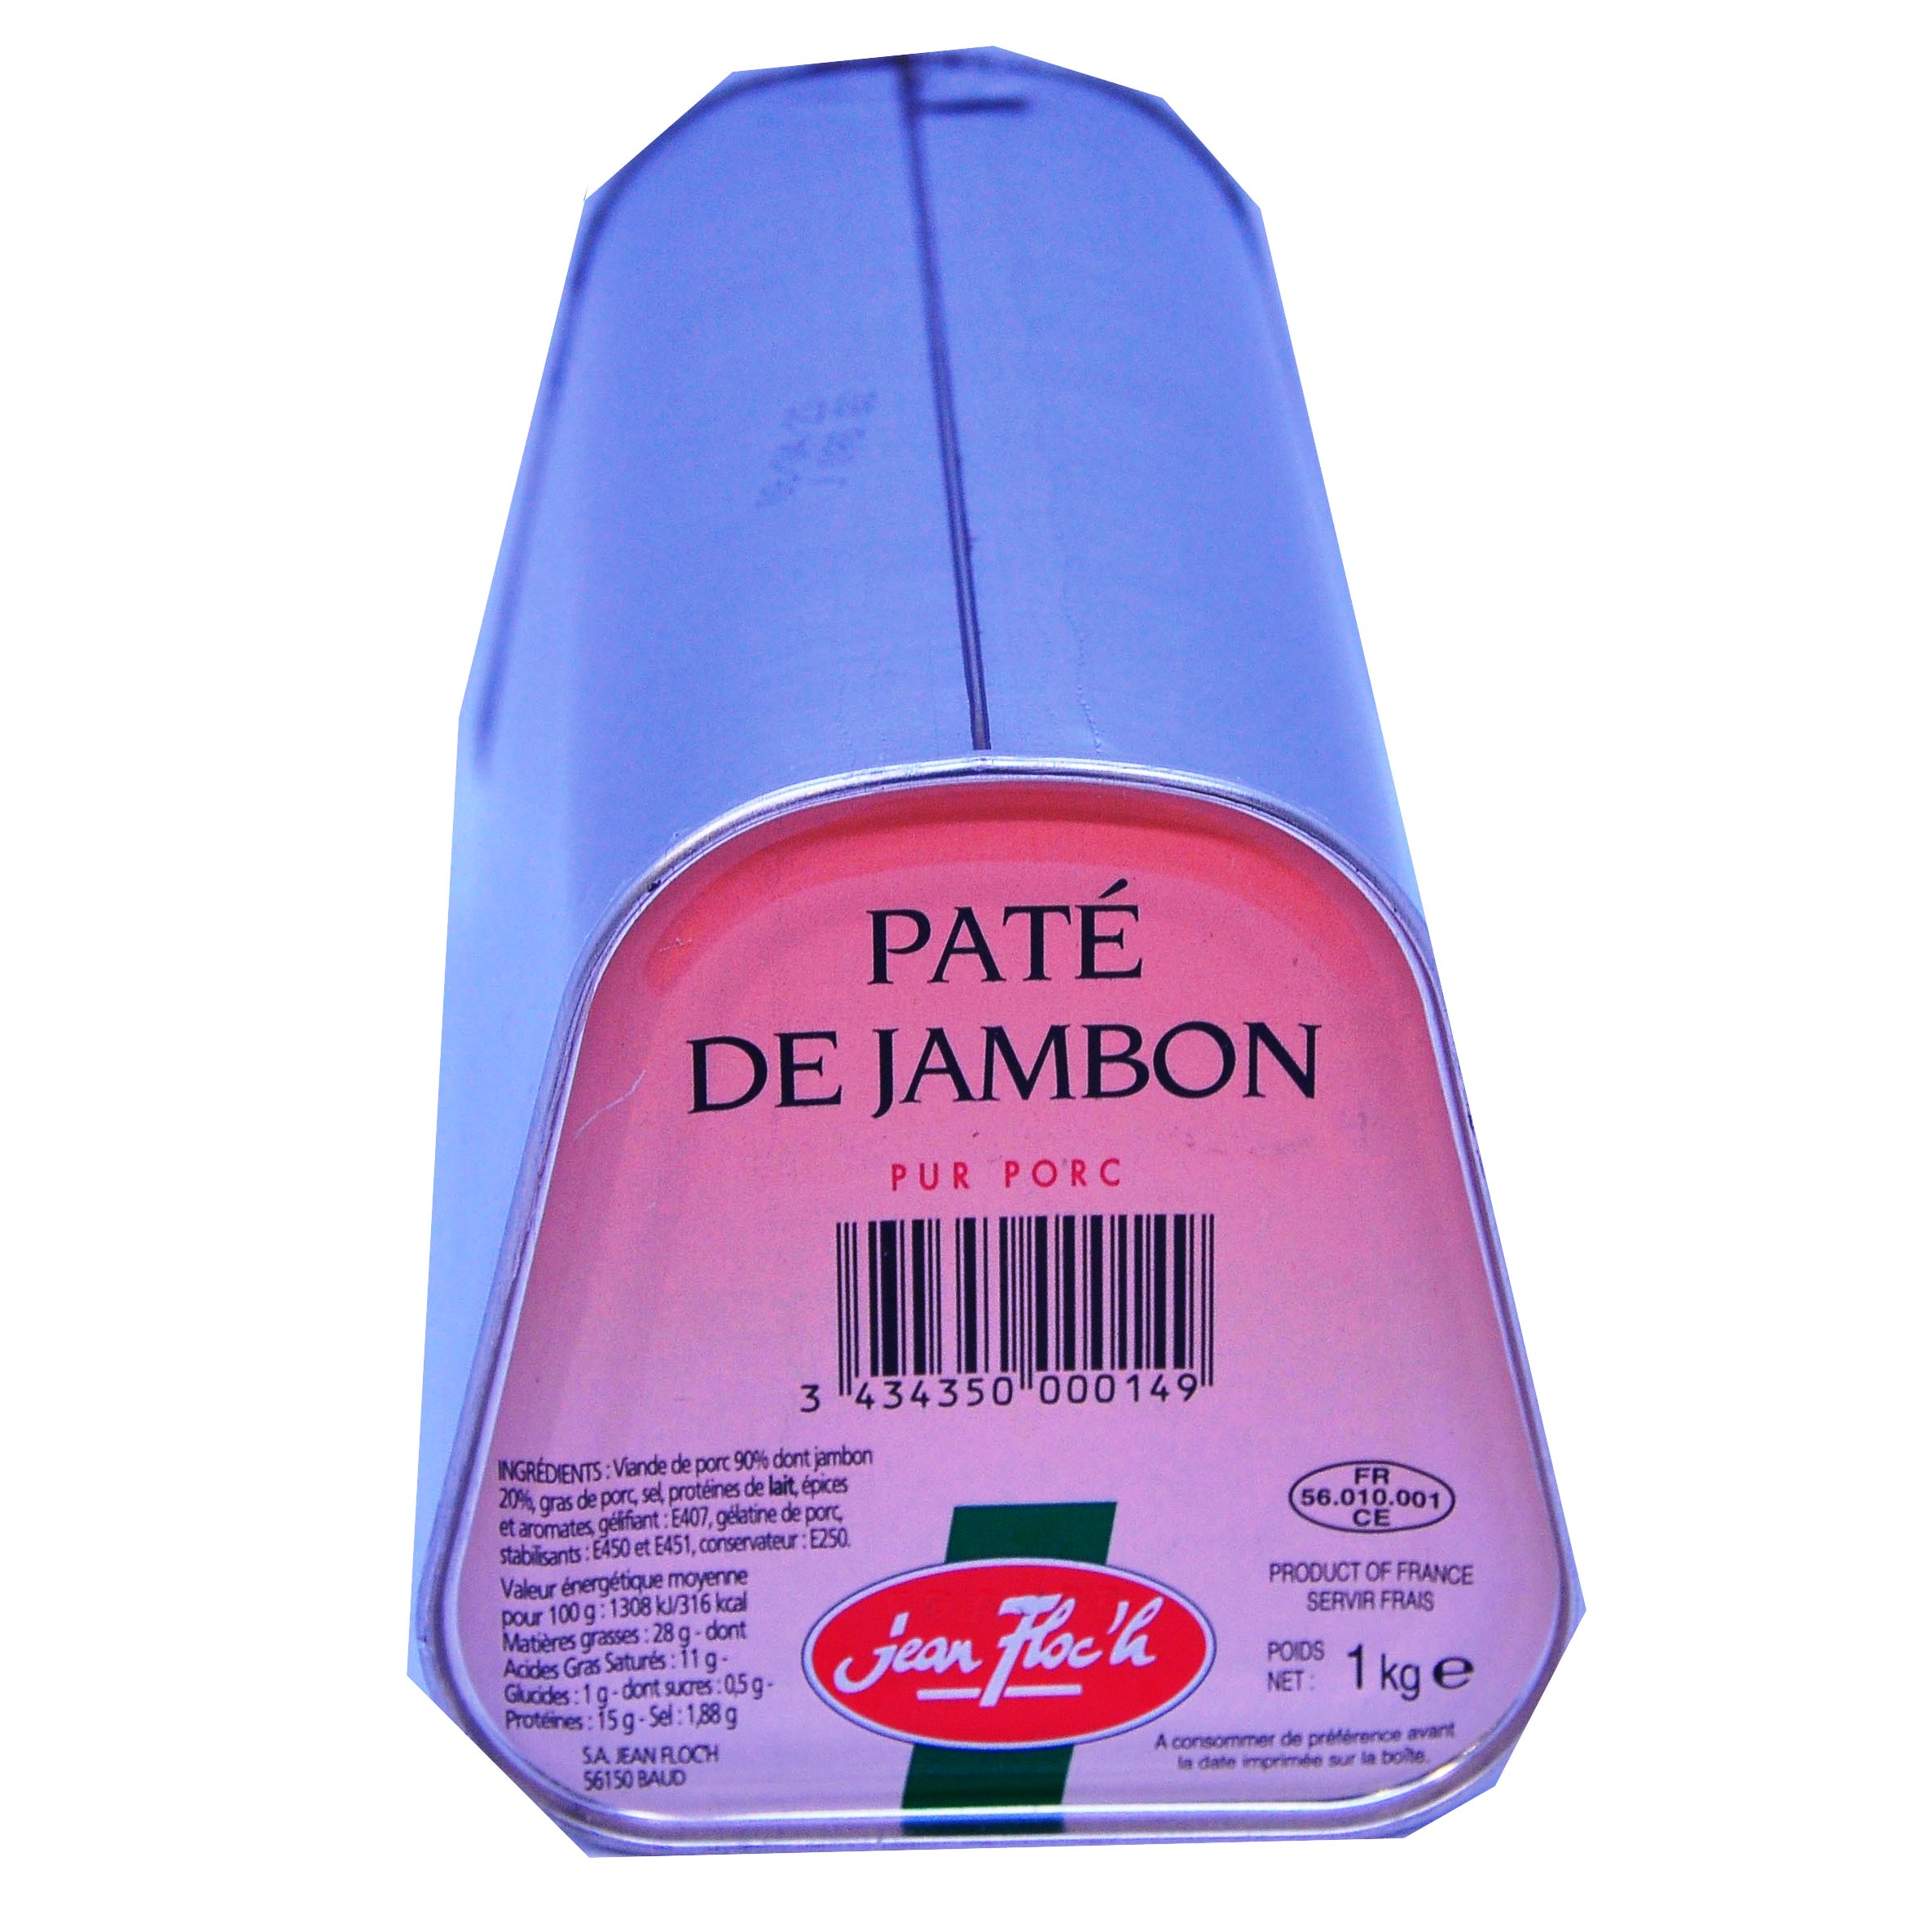 PATÉ
DE JAMBON
PUR PORC
3 434350 000149
INGRÉDIENTS : Viande de porc 90% dont jambon
20%, gras de porc, sel, protéines de lait, épices
et aromates, gélifiant : E407, gélatine de porc,
stabilisants : E450 et E451, conservateur : E250.
Valeur énergétique moyenne
pour 100 g : 1308 kJ/316 kcal
Matières grasses : 28 g - dont
Acides Gras Saturés : 11 g -
Glucides : 1 g - dont sucres : 0,5 g -
Protéines : 15 g - Sel : 1,88 g
S.A. JEAN FLOC'H
56150 BAUD
jean Floc'h
FR
56.010.001
CE
PRODUCT OF FRANCE
SERVIR FRAIS
POIDS
NET : 1 kg e
A consommer de préférence avant
la date imprimée sur la boîte.